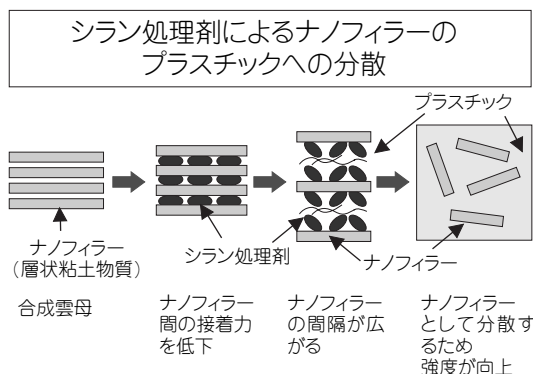 シラン処理剤によるナノフィラーの
プラスチックへの分散
プラスチック
ナノフィラー
（層状粘土物質）
シラン処理剤
ナノフィラー
合成雲母
ナノフィラー
間の接着力
を低下
ナノフィラー
の間隔が広
がる
ナノフィラー
として分散す
るため
強度が向上